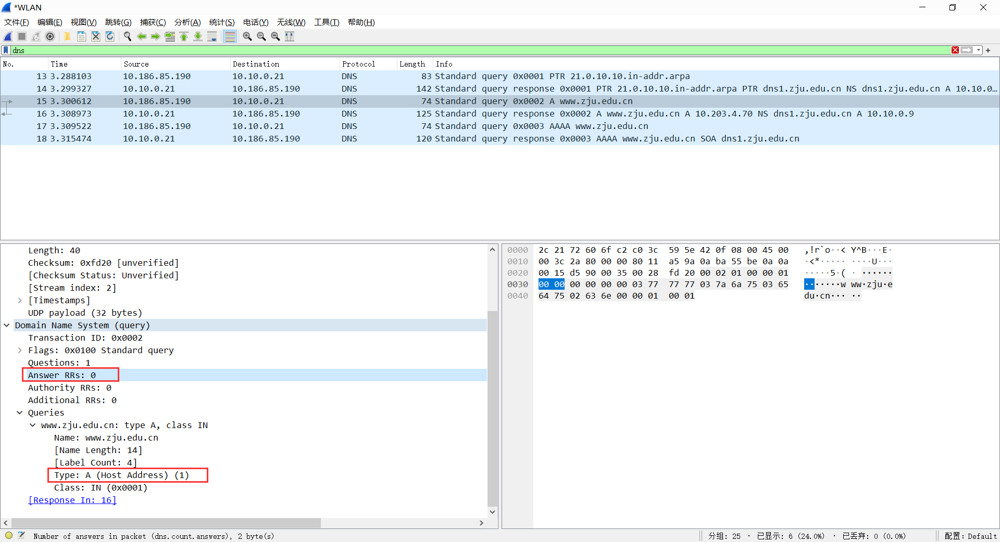 *WLAN
文件(F) 编辑(E) 视图(V) 跳转(G) 捕获(C) 分析(A) 统计(S) 电话(Y) 无线(W) 工具(T) 帮助(H)
dns
No. Time Source Destination Protocol Length Info
13 3.288103 10.186.85.190 10.10.0.21 DNS 83 Standard query 0x0001 PTR 21.0.10.10.in-addr.arpa
14 3.299327 10.10.0.21 10.186.85.190 DNS 142 Standard query response 0x0001 PTR 21.0.10.10.in-addr.arpa PTR dns1.zju.edu.cn NS dns1.zju.edu.cn A 10.10.0…
15 3.300612 10.186.85.190 10.10.0.21 DNS 74 Standard query 0x0002 A www.zju.edu.cn
16 3.308973 10.10.0.21 10.186.85.190 DNS 125 Standard query response 0x0002 A www.zju.edu.cn A 10.203.4.70 NS dns1.zju.edu.cn A 10.10.0.9
17 3.309522 10.186.85.190 10.10.0.21 DNS 74 Standard query 0x0003 AAAA www.zju.edu.cn
18 3.315474 10.10.0.21 10.186.85.190 DNS 120 Standard query response 0x0003 AAAA www.zju.edu.cn SOA dns1.zju.edu.cn
Length: 40
Checksum: 0xfd20 [unverified]
[Checksum Status: Unverified]
[Stream index: 2]
[Timestamps]
UDP payload (32 bytes)
Domain Name System (query)
Transaction ID: 0x0002
Flags: 0x0100 Standard query
Questions: 1
Answer RRs: 0
Authority RRs: 0
Additional RRs: 0
Queries
www.zju.edu.cn: type A, class IN
Name: www.zju.edu.cn
[Name Length: 14]
[Label Count: 4]
Type: A (Host Address) (1)
Class: IN (0x0001)
[Response In: 16]
0000 2c 21 72 60 6f c2 c0 3c 59 5e 42 0f 08 00 45 00 ,!r`o··< Y^B···E·
0010 00 3c 2a 80 00 00 80 11 a5 9a 0a ba 55 be 0a 0a ·<*····· ····U···
0020 00 15 d5 90 00 35 00 28 fd 20 00 02 01 00 00 01 ·····5·( · ······
0030 00 00 00 00 00 00 03 77 77 77 03 7a 6a 75 03 65 ·······w ww·zju·e
0040 64 75 02 63 6e 00 00 01 00 01 du·cn··· ··
Number of answers in packet (dns.count.answers), 2 byte(s)
分组: 25 · 已显示: 6 (24.0%) · 已丢弃: 0 (0.0%)
配置: Default